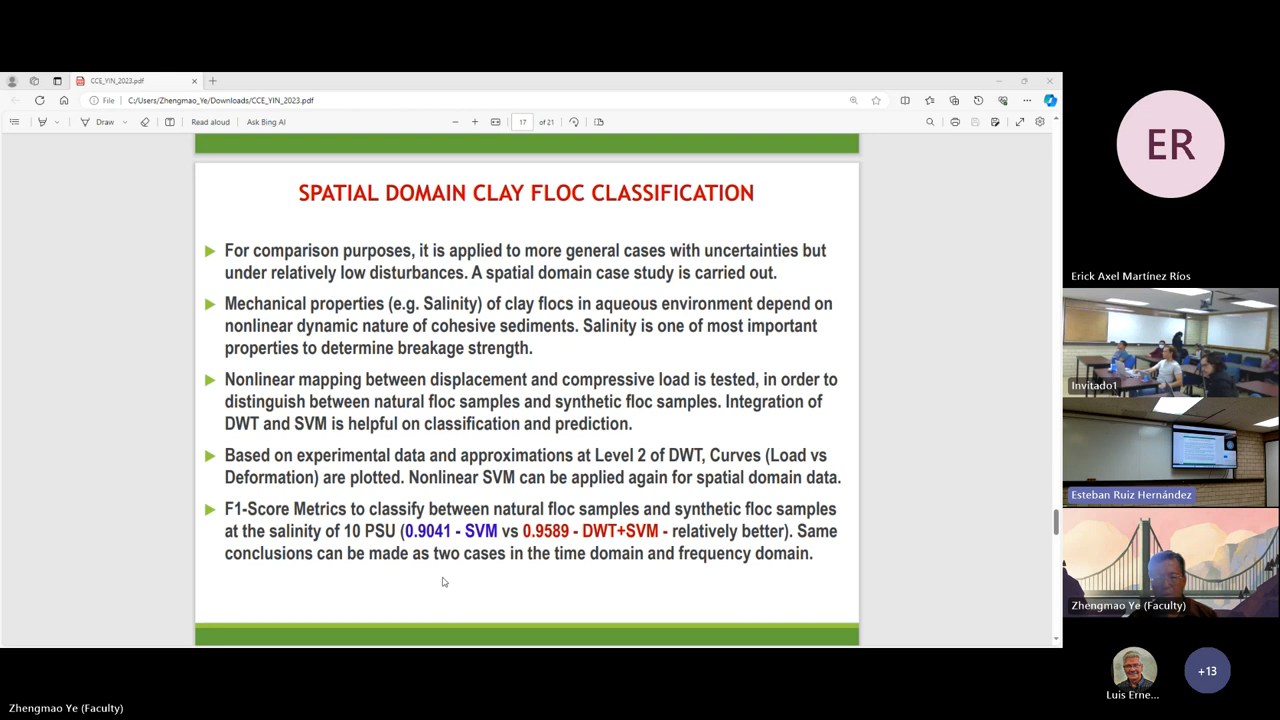 CCE_YIN_2023.pdf
File
C:/Users/Zhengmao_Ye/Downloads/CCE_YIN_2023.pdf
Draw
Read aloud
Ask Bing AI
17
of 21
SPATIAL DOMAIN CLAY FLOC CLASSIFICATION
For comparison purposes, it is applied to more general cases with uncertainties but
under relatively low disturbances. A spatial domain case study is carried out.
Mechanical properties (e.g. Salinity) of clay flocs in aqueous environment depend on
nonlinear dynamic nature of cohesive sediments. Salinity is one of most important
properties to determine breakage strength.
Nonlinear mapping between displacement and compressive load is tested, in order to
distinguish between natural floc samples and synthetic floc samples. Integration of
DWT and SVM is helpful on classification and prediction.
Based on experimental data and approximations at Level 2 of DWT, Curves (Load vs
Deformation) are plotted. Nonlinear SVM can be applied again for spatial domain data.
F1-Score Metrics to classify between natural floc samples and synthetic floc samples
at the salinity of 10 PSU (0.9041 - SVM vs 0.9589 - DWT+SVM - relatively better). Same
conclusions can be made as two cases in the time domain and frequency domain.
ER
Erick Axel Martínez Ríos
Invitado1
Esteban Ruiz Hernández
Zhengmao Ye (Faculty)
Luis Erne...
+13
Zhengmao Ye (Faculty)